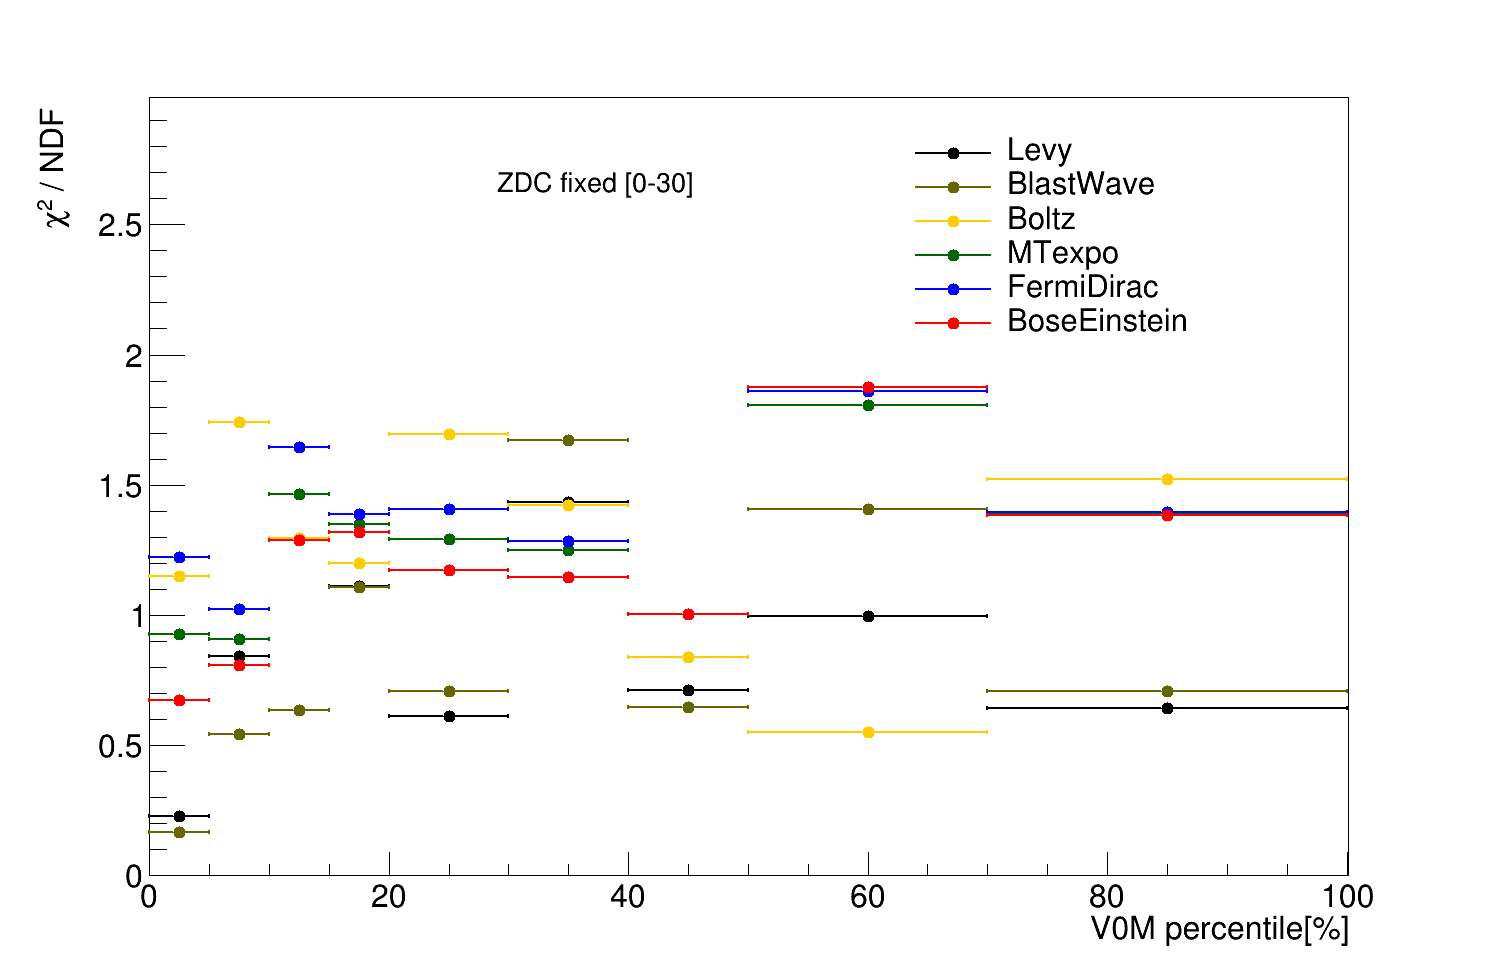 χ² / NDF
ZDC fixed [0-30]
Levy
BlastWave
Boltz
MTexpo
FermiDirac
BoseEinstein
2.5
2
1.5
1
0.5
0
0 20 40 60 80 100
V0M percentile[%]